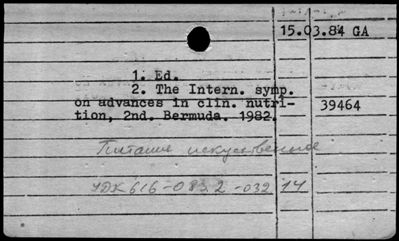 15.03.84 GA
1. Ed.
2. The Intern. symp.
on advances in clin. nutri-
tion, 2nd. Bermuda. 1982.
39464
Питание искуственное
УДК 616-083.2-032
14